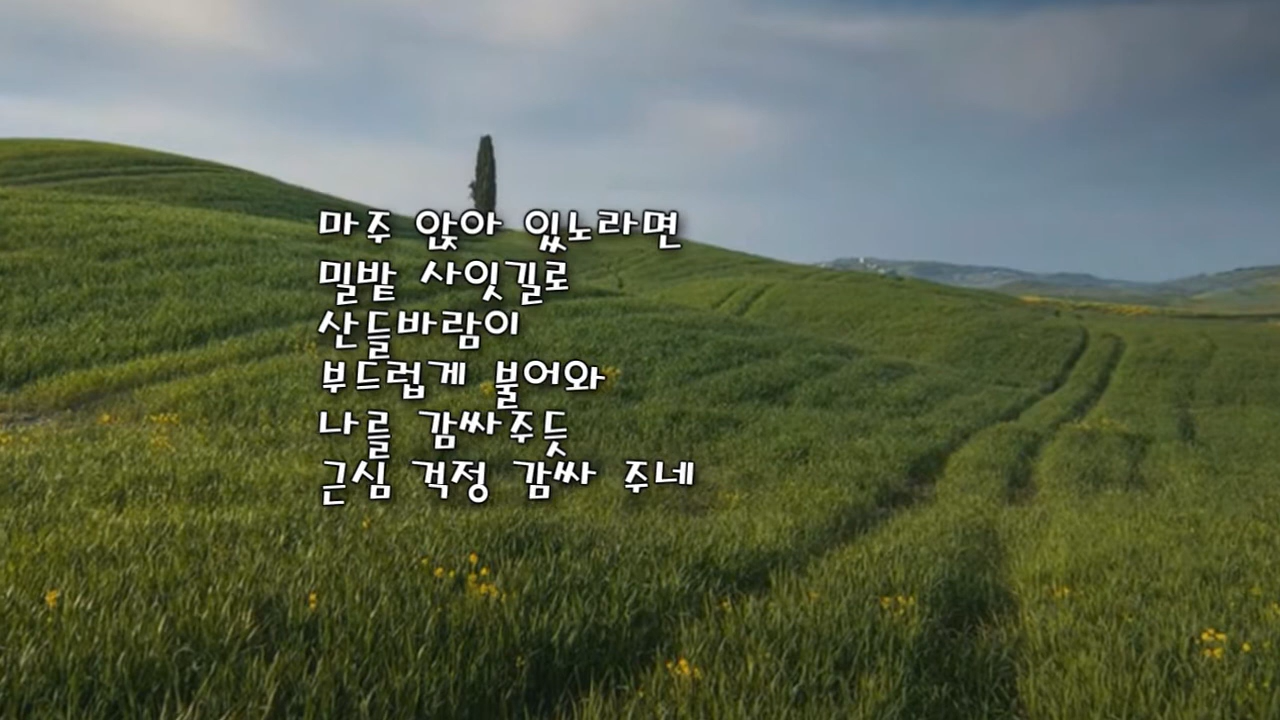 마주 앉아 있노라면
밀밭 사잇길로
산들바람이
부드럽게 불어와
나를 감싸주듯
근심 걱정 감싸 주네